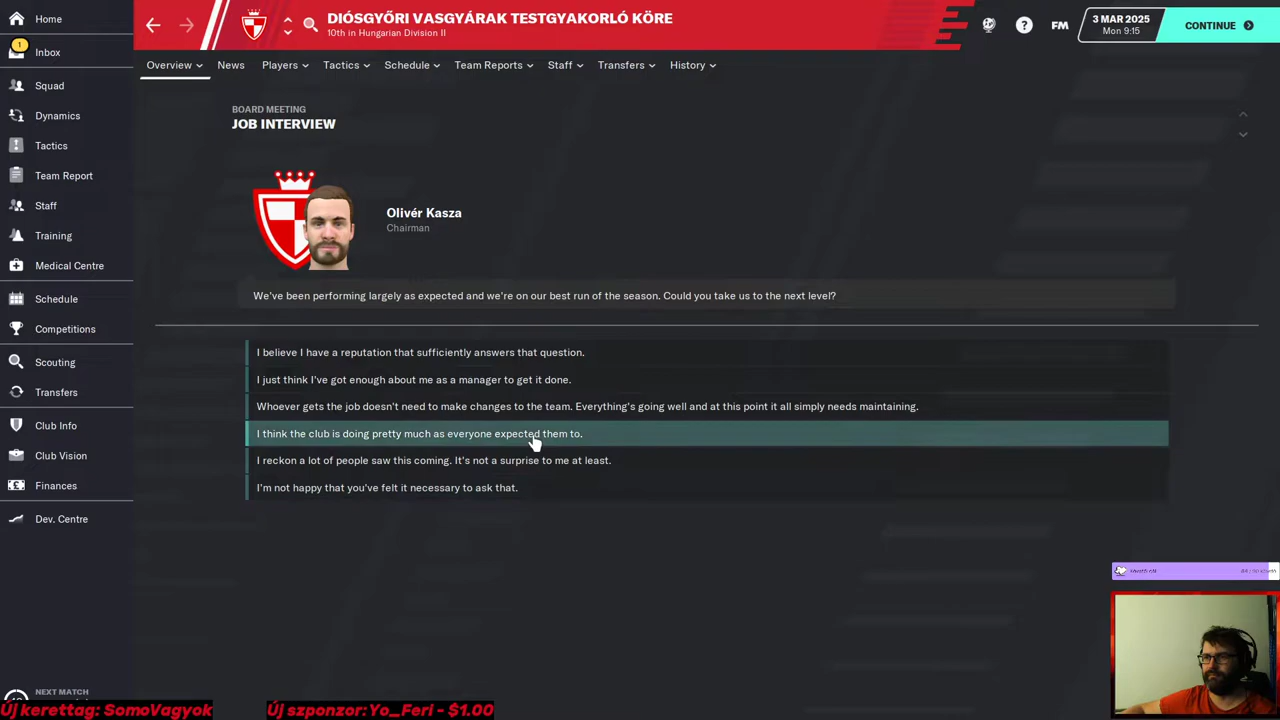 Home
DIÓSGYŐRI VASGYÁRAK TESTGYAKORLÓ KÖRE
10th in Hungarian Division II
FM
3 MAR 2025
Mon 9:15
CONTINUE
1
Inbox
Overview
News
Players
Tactics
Schedule
Team Reports
Staff
Transfers
History
Squad
Dynamics
Tactics
Team Report
Staff
Training
Medical Centre
Schedule
Competitions
Scouting
Transfers
Club Info
Club Vision
Finances
Dev. Centre
NEXT MATCH
BOARD MEETING
JOB INTERVIEW
Olivér Kasza
Chairman
We've been performing largely as expected and we're on our best run of the season. Could you take us to the next level?
I believe I have a reputation that sufficiently answers that question.
I just think I've got enough about me as a manager to get it done.
Whoever gets the job doesn't need to make changes to the team. Everything's going well and at this point it all simply needs maintaining.
I think the club is doing pretty much as everyone expected them to.
I reckon a lot of people saw this coming. It's not a surprise to me at least.
I'm not happy that you've felt it necessary to ask that.
Új kerettag: SomoVagyok
Új szponzor: Yo_Feri - $1.00